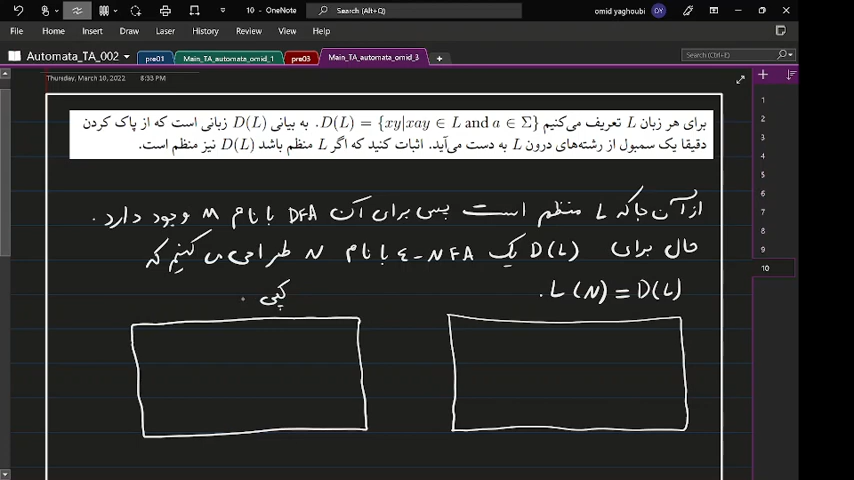 10 - OneNote
Search (Ctrl+F)
omid yaghoubi
OY
File
Home
Insert
Draw
Laser
History
Review
View
Help
Automata_TA_002
pre01
Main_TA_automata_omid_1
pre03
Main_TA_automata_omid_3
Search (Ctrl+E)
Thursday, March 10, 2022
6:33 PM
برای هر زبان L تعریف می‌کنیم D(L) = {xy|xay ∈ L and a ∈ Σ}. به بیانی D(L) زبانی است که از پاک کردن
دقیقا یک سمبول از رشته‌های درون L به دست می‌آید. اثبات کنید که اگر L منظم باشد D(L) نیز منظم است.
از آن جا که L منظم است پس برای آن DFA با نام M وجود دارد.
حال برای D(L) یک ε-NFA با نام N طراحی می کنیم که
L(N) = D(L).
کپی
1
2
3
4
5
6
7
8
9
10